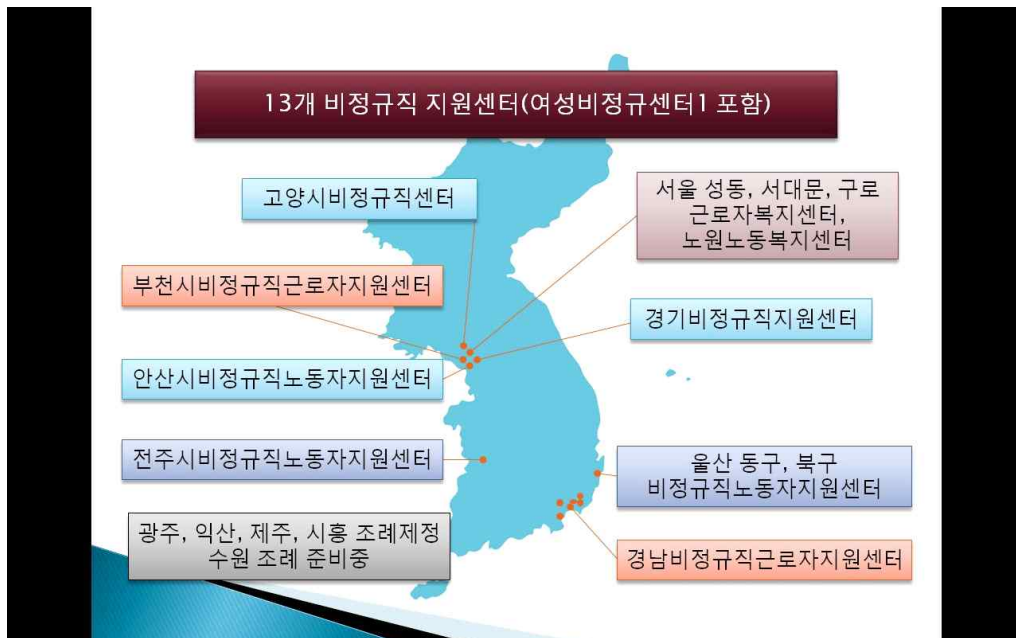 13개 비정규직 지원센터(여성비정규센터1 포함)
고양시비정규직센터
서울 성동, 서대문, 구로
근로자복지센터,
노원노동복지센터
부천시비정규직근로자지원센터
경기비정규직지원센터
안산시비정규직노동자지원센터
전주시비정규직노동자지원센터
울산 동구, 북구
비정규직노동자지원센터
광주, 익산, 제주, 시흥 조례제정
수원 조례 준비중
경남비정규직근로자지원센터